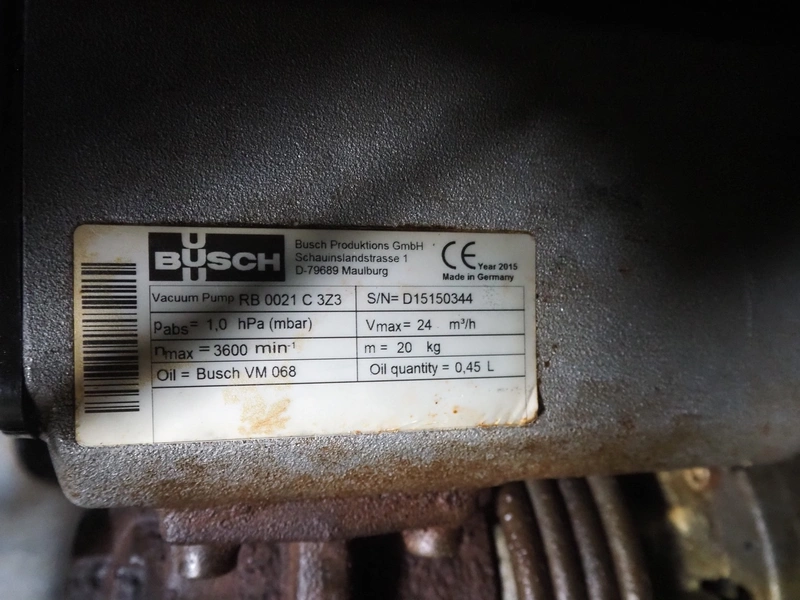 BUSCH
Busch Produktions GmbH
Schauinslandstrasse 1
D-79689 Maulburg
CE Year 2015
Made in Germany
Vacuum Pump RB 0021 C 3Z3 S/N= D15150344
pabs= 1,0 hPa (mbar) Vmax= 24 m³/h
nmax = 3600 min-¹ m = 20 kg
Oil = Busch VM 068 Oil quantity = 0,45 L